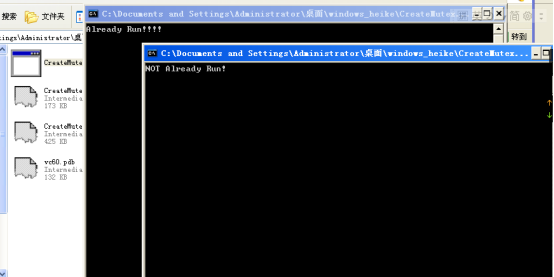 C:\Documents and Settings\Administrator\桌面\windows_heike\CreateMutex...
Already Run!!!!
搜索 文件夹
ings\Administrator\桌
转到
C:\Documents and Settings\Administrator\桌面\windows_heike\CreateMutex...
NOT Already Run!
CreateMute
CreateMute
Intermedia
173 KB
CreateMute
Intermedia
425 KB
vc60.pdb
Intermedia
132 KB